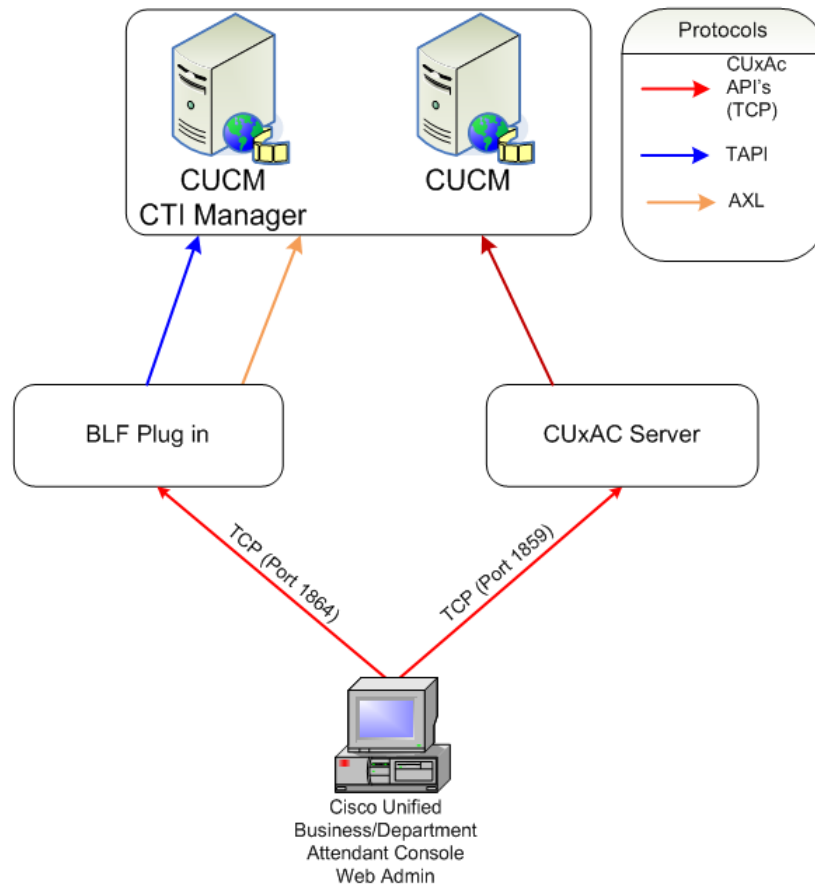 Protocols
CUxAc
API's
(TCP)
TAPI
AXL
CUCM
CTI Manager
CUCM
BLF Plug in
CUxAC Server
TCP (Port 1864)
TCP (Port 1859)
Cisco Unified
Business/Department
Attendant Console
Web Admin